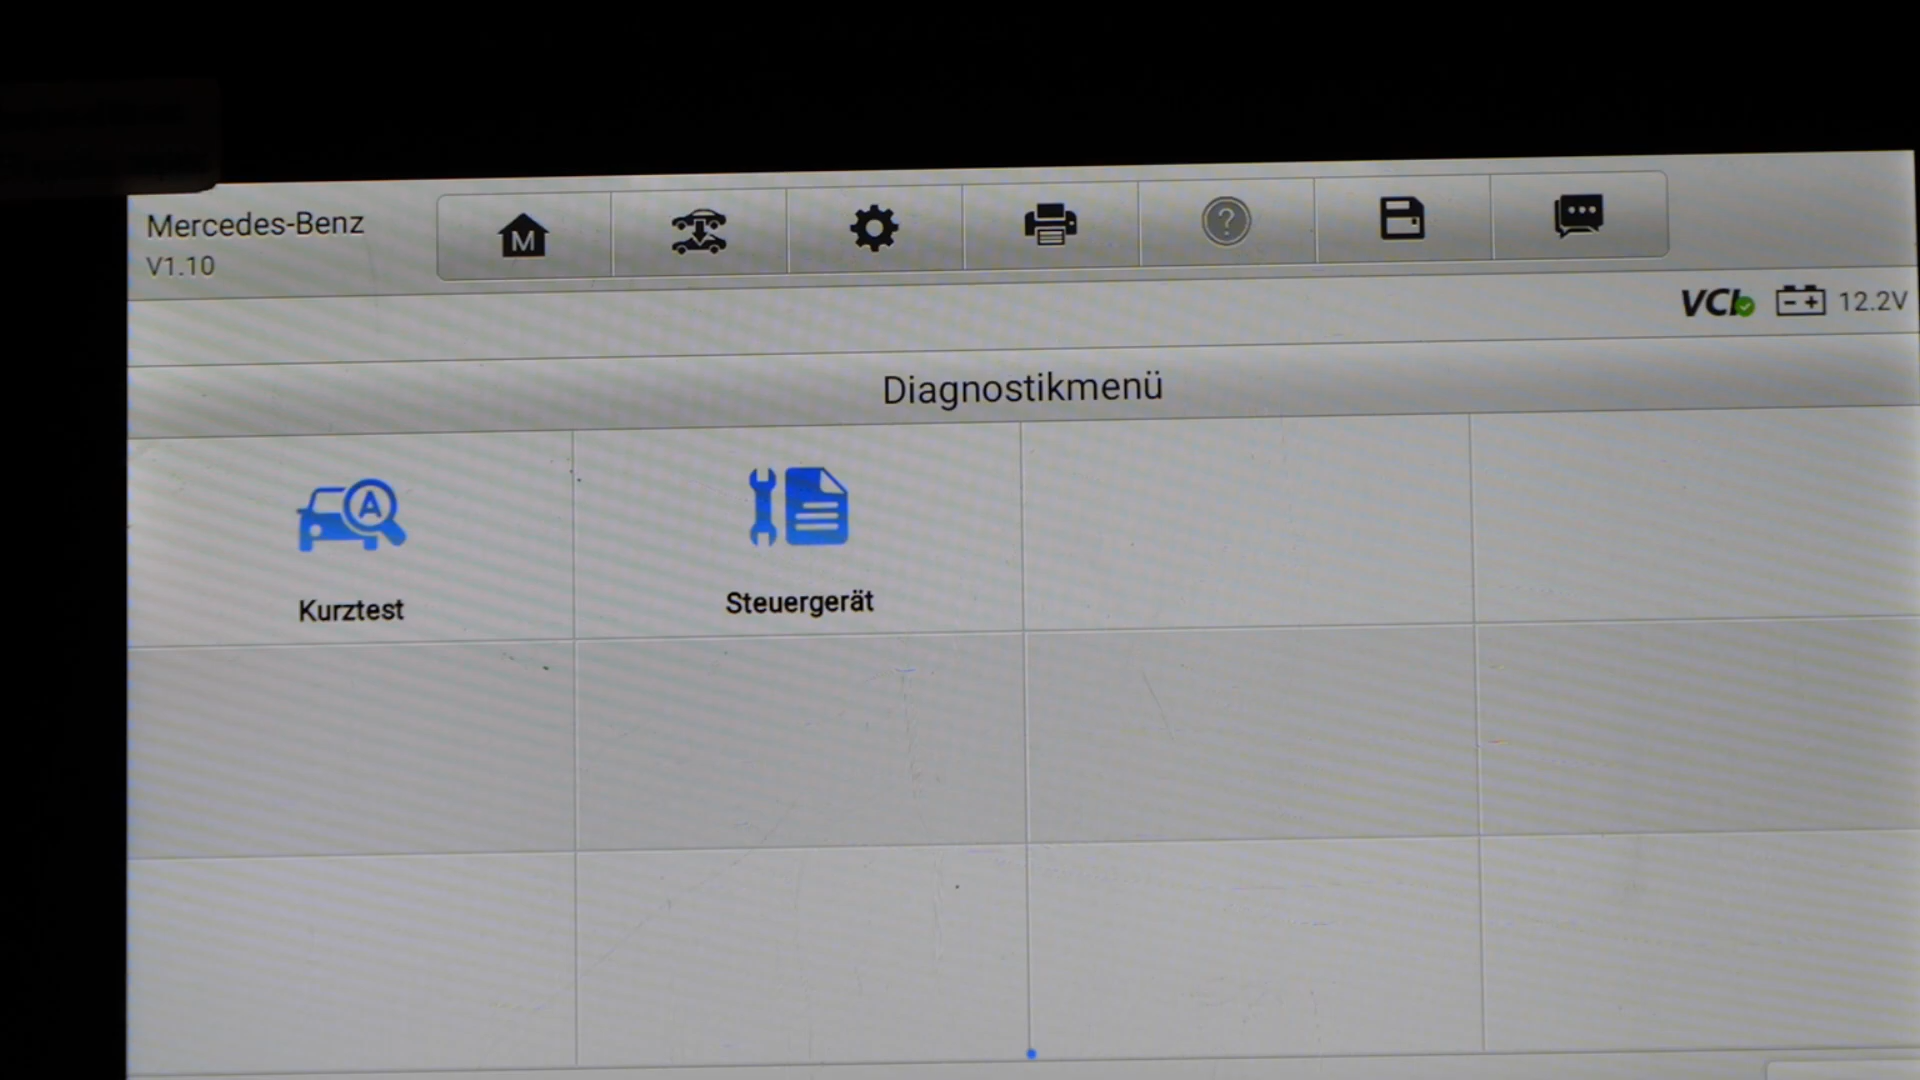 Mercedes-Benz
V1.10
M
?
VCI
12.2V
Diagnostikmenü
A
Kurztest
Steuergerät